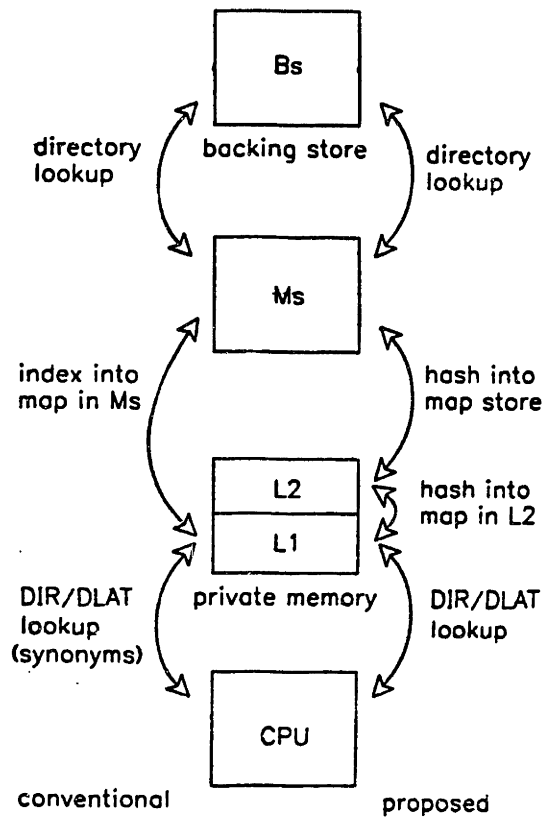 Bs
backing store
directory
lookup
directory
lookup
Ms
index into
map in Ms
hash into
map store
L2
L1
hash into
map in L2
private memory
DIR/DLAT
lookup
(synonyms)
DIR/DLAT
lookup
CPU
conventional
proposed